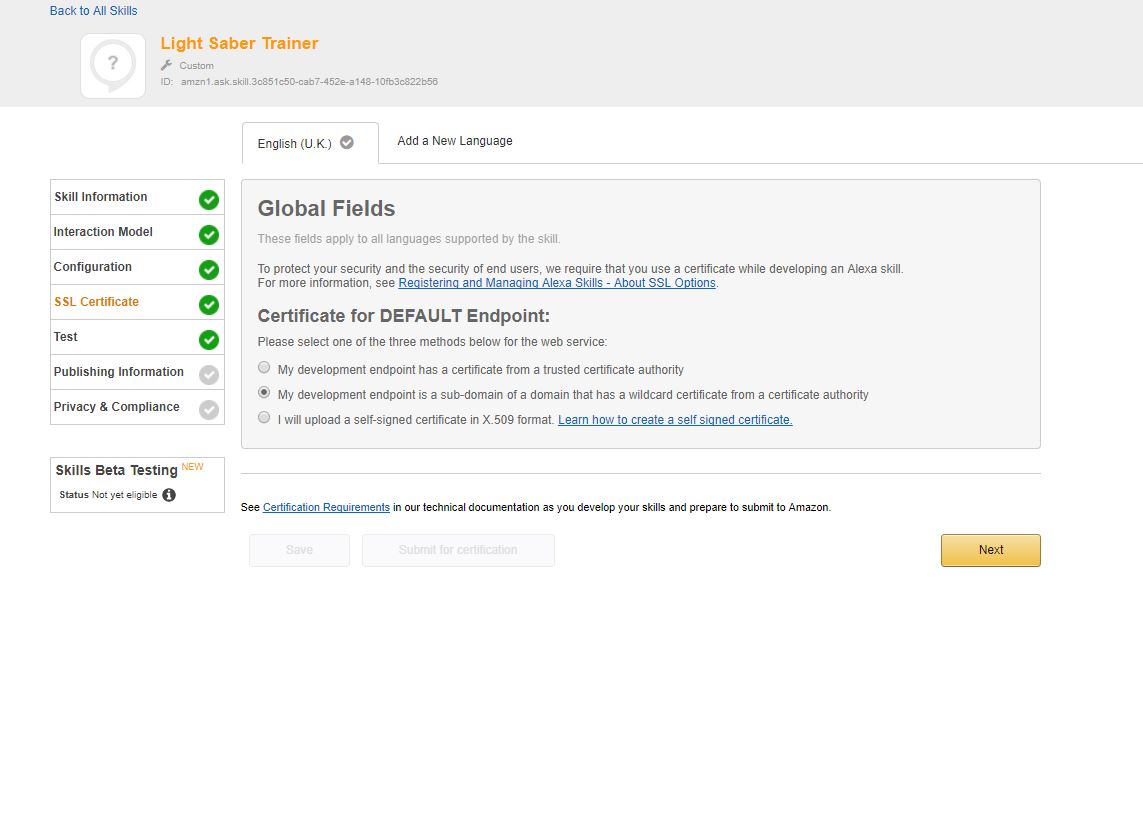 Back to All Skills
?
Light Saber Trainer
Custom
ID: amzn1.ask.skill.3c851c50-cab7-452e-a148-10fb3c822b56
English (U.K.)
Add a New Language
Skill Information
Interaction Model
Configuration
SSL Certificate
Test
Publishing Information
Privacy & Compliance
Skills Beta Testing NEW
Status Not yet eligible i
Global Fields
These fields apply to all languages supported by the skill.
To protect your security and the security of end users, we require that you use a certificate while developing an Alexa skill.
For more information, see Registering and Managing Alexa Skills - About SSL Options.
Certificate for DEFAULT Endpoint:
Please select one of the three methods below for the web service:
My development endpoint has a certificate from a trusted certificate authority
My development endpoint is a sub-domain of a domain that has a wildcard certificate from a certificate authority
I will upload a self-signed certificate in X.509 format. Learn how to create a self signed certificate.
See Certification Requirements in our technical documentation as you develop your skills and prepare to submit to Amazon.
Save
Submit for certification
Next